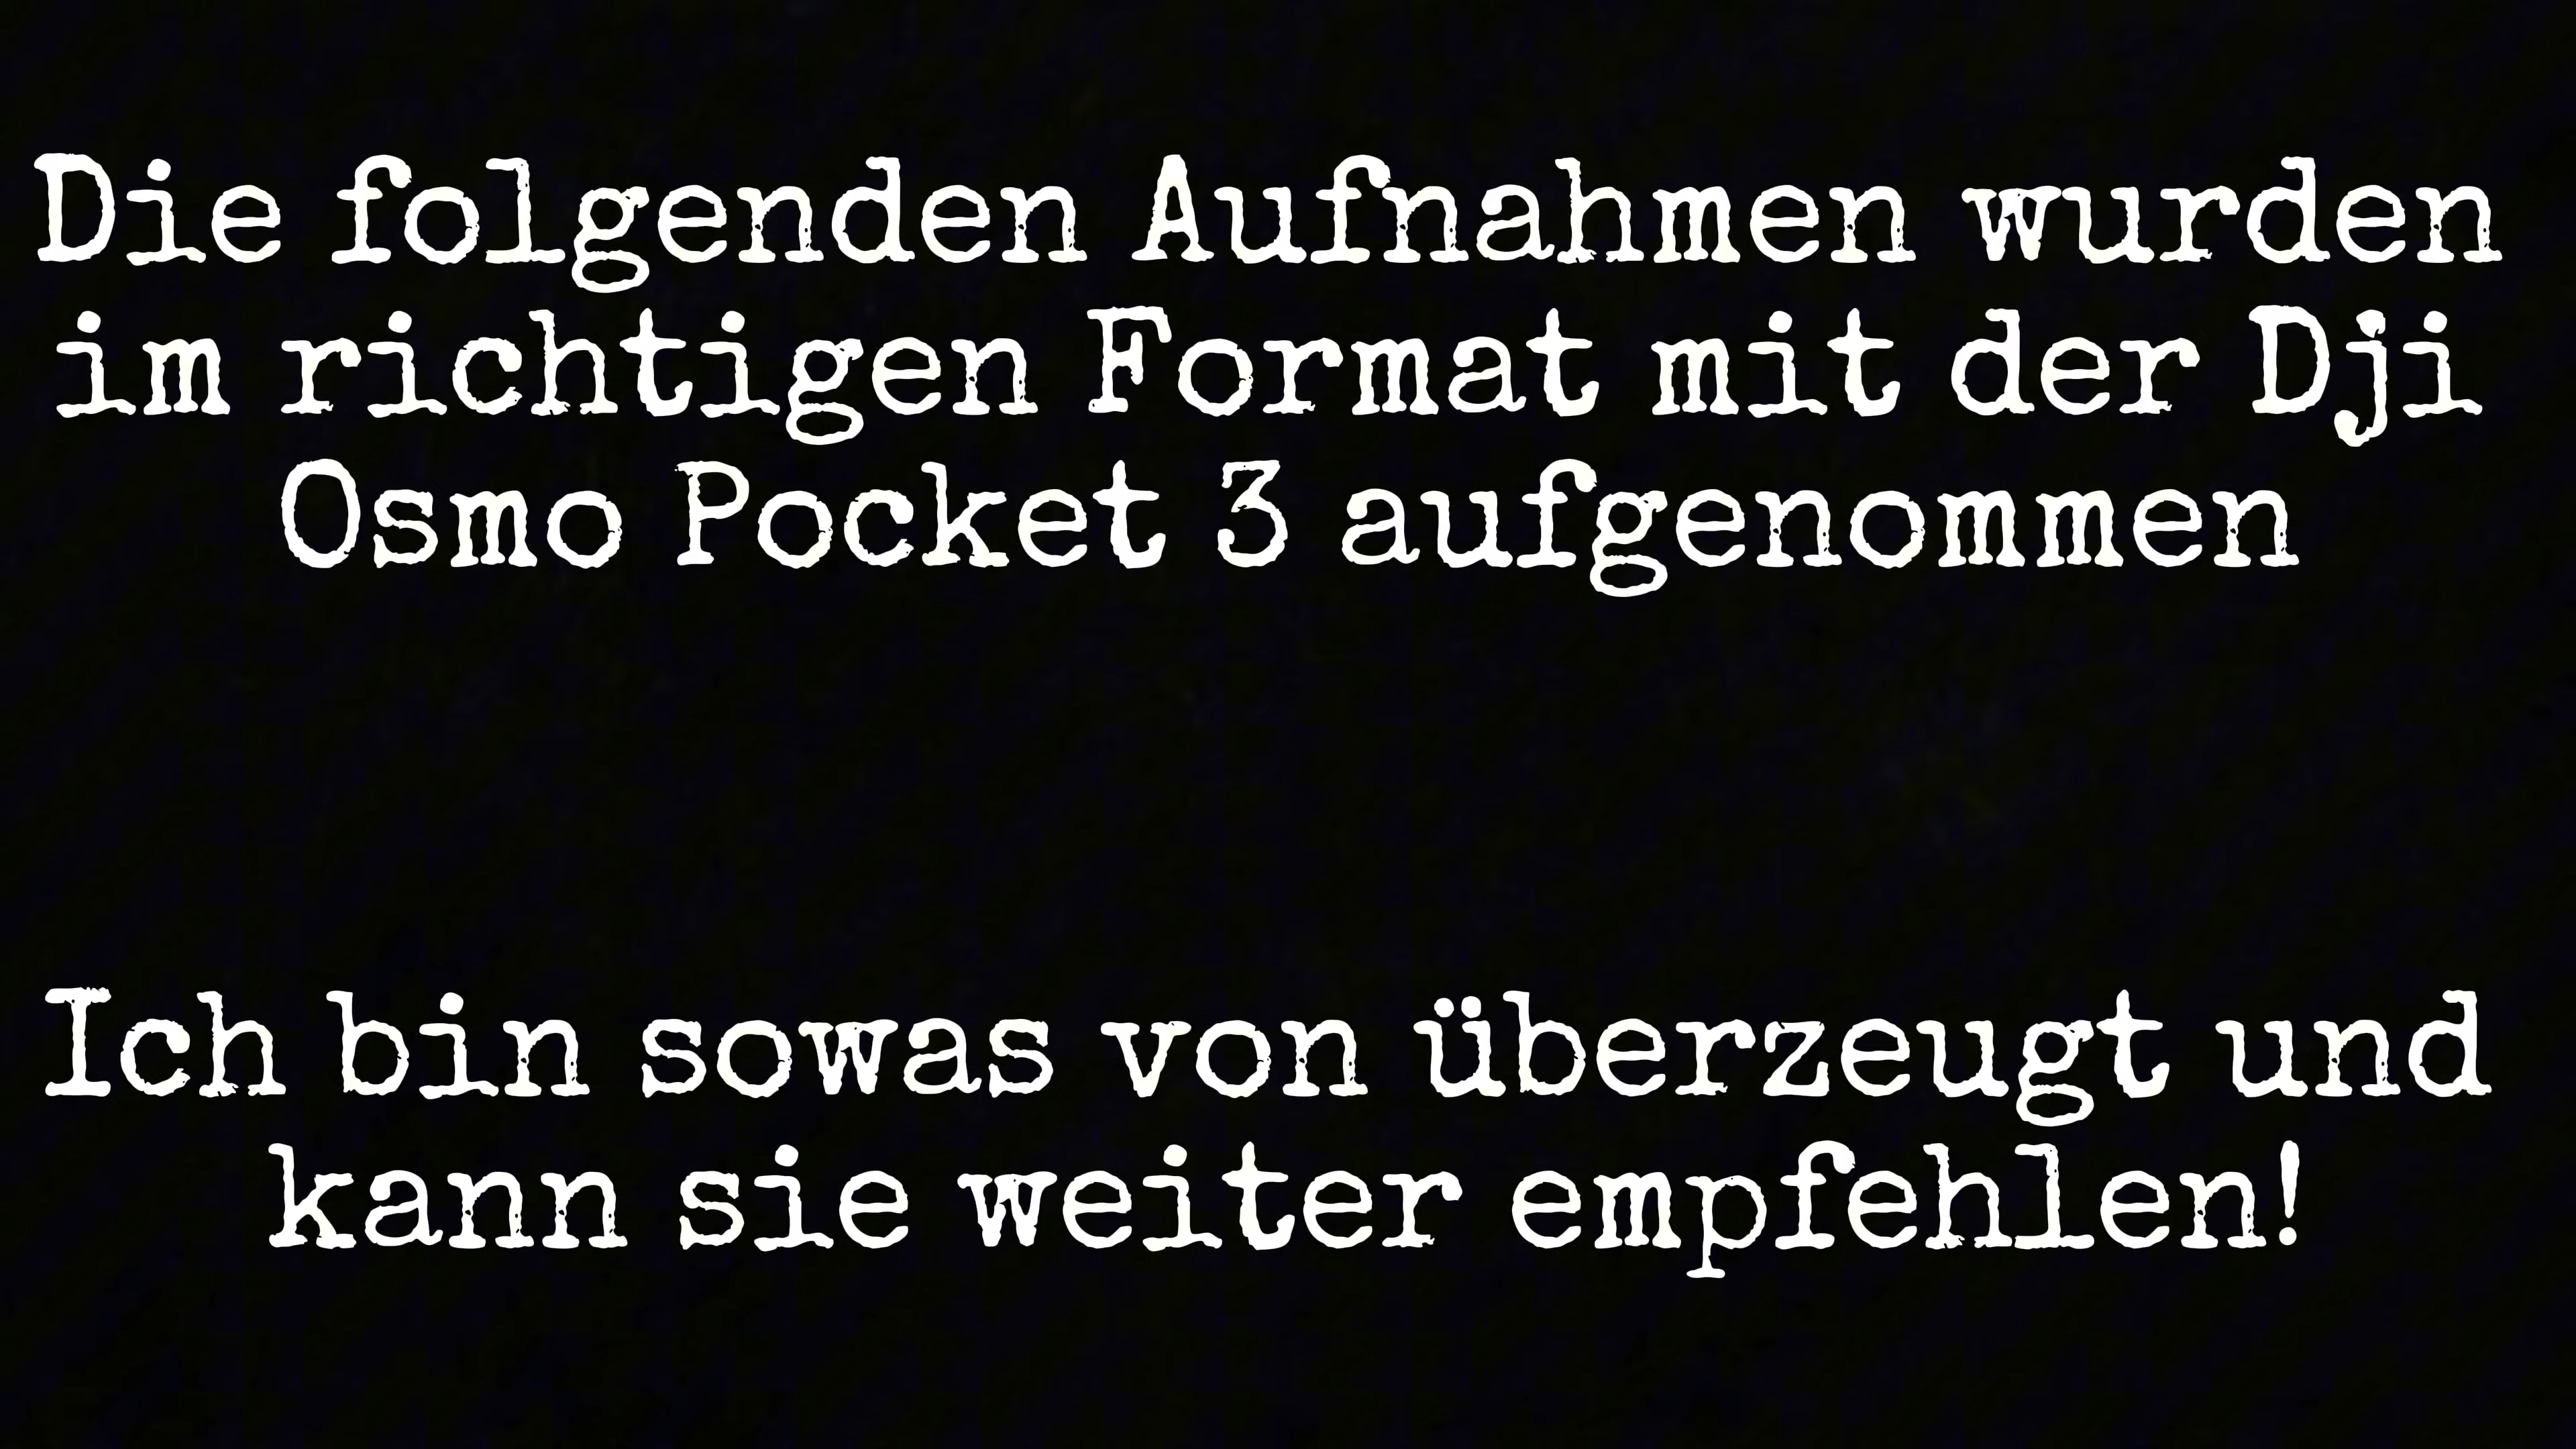 Die folgenden Aufnahmen wurden
im richtigen Format mit der Dji
Osmo Pocket 3 aufgenommen
Ich bin sowas von überzeugt und
kann sie weiter empfehlen!